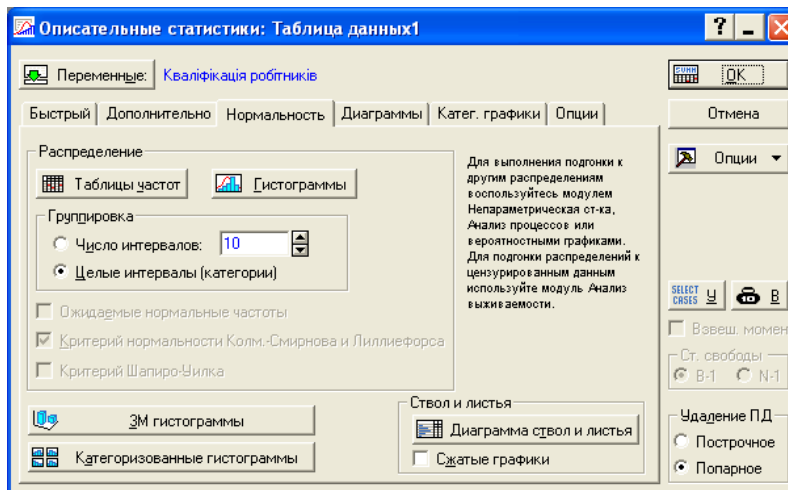 Описательные статистики: Таблица данных1
Переменные: Кваліфікація робітників
Быстрый Дополнительно Нормальность Диаграммы Катег. графики Опции
Распределение
Таблицы частот Гистограммы
Группировка
Число интервалов: 10
Целые интервалы (категории)
Ожидаемые нормальные частоты
Критерий нормальности Колм.-Смирнова и Лиллиефорса
Критерий Шапиро-Уилка
Для выполнения подгонки к
другим распределениям
воспользуйтесь модулем
Непараметрическая ст-ка,
Анализ процессов или
вероятностными графиками.
Для подгонки распределений к
цензурированным данным
используйте модуль Анализ
выживаемости.
3М гистограммы
Категоризованные гистограммы
Ствол и листья
Диаграмма ствол и листья
Сжатые графики
OK
Отмена
Опции
SELECT
CASES
У В
Взвеш. момен
Ст. свободы
В-1 N-1
Удаление ПД
Построчное
Попарное